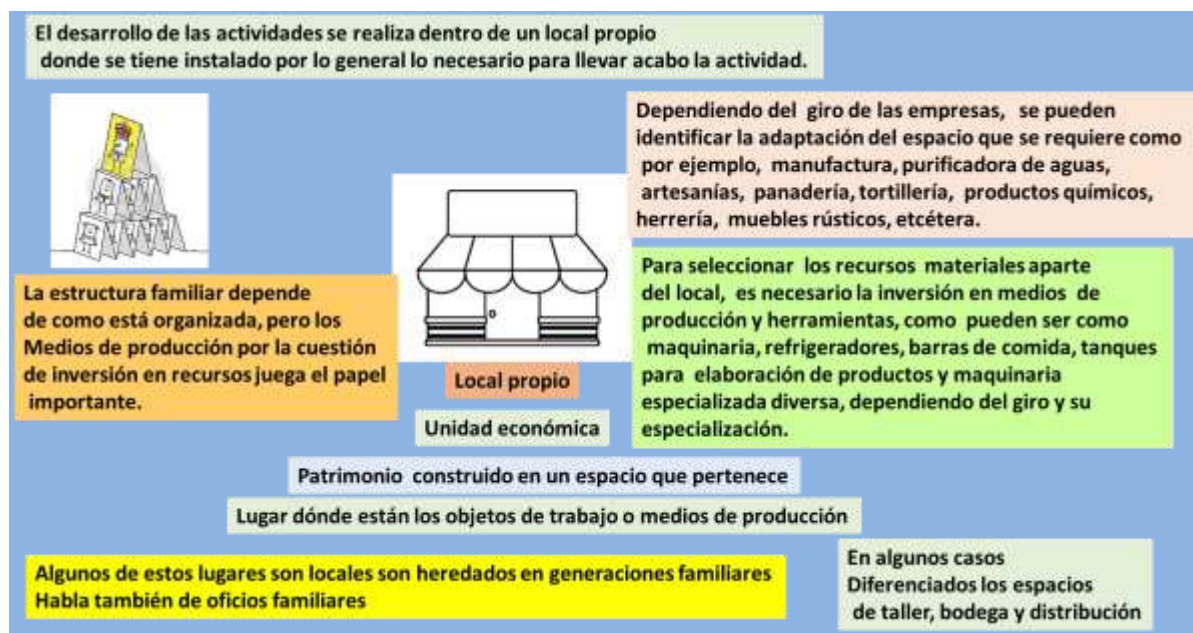 El desarrollo de las actividades se realiza dentro de un local propio
donde se tiene instalado por lo general lo necesario para llevar acabo la actividad.
Dependiendo del giro de las empresas, se pueden
identificar la adaptación del espacio que se requiere como
por ejemplo, manufactura, purificadora de aguas,
artesanías, panadería, tortillería, productos químicos,
herrería, muebles rústicos, etcétera.
La estructura familiar depende
de como está organizada, pero los
Medios de producción por la cuestión
de inversión en recursos juega el papel
importante.
Para seleccionar los recursos materiales aparte
del local, es necesario la inversión en medios de
producción y herramientas, como pueden ser como
maquinaria, refrigeradores, barras de comida, tanques
para elaboración de productos y maquinaria
especializada diversa, dependiendo del giro y su
especialización.
Local propio
Unidad económica
Patrimonio construido en un espacio que pertenece
Lugar dónde están los objetos de trabajo o medios de producción
Algunos de estos lugares son locales son heredados en generaciones familiares
Habla también de oficios familiares
En algunos casos
Diferenciados los espacios
de taller, bodega y distribución